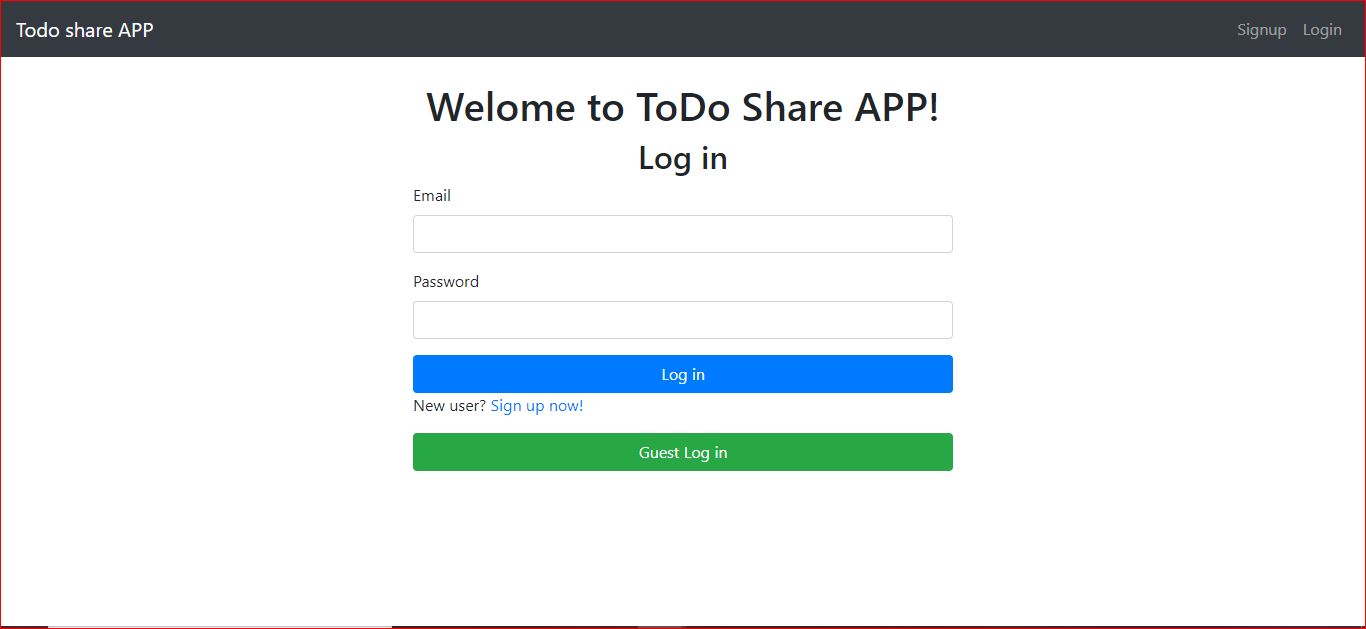 Todo share APP
Signup Login
Welome to ToDo Share APP!
Log in
Email
Password
Log in
New user? Sign up now!
Guest Log in